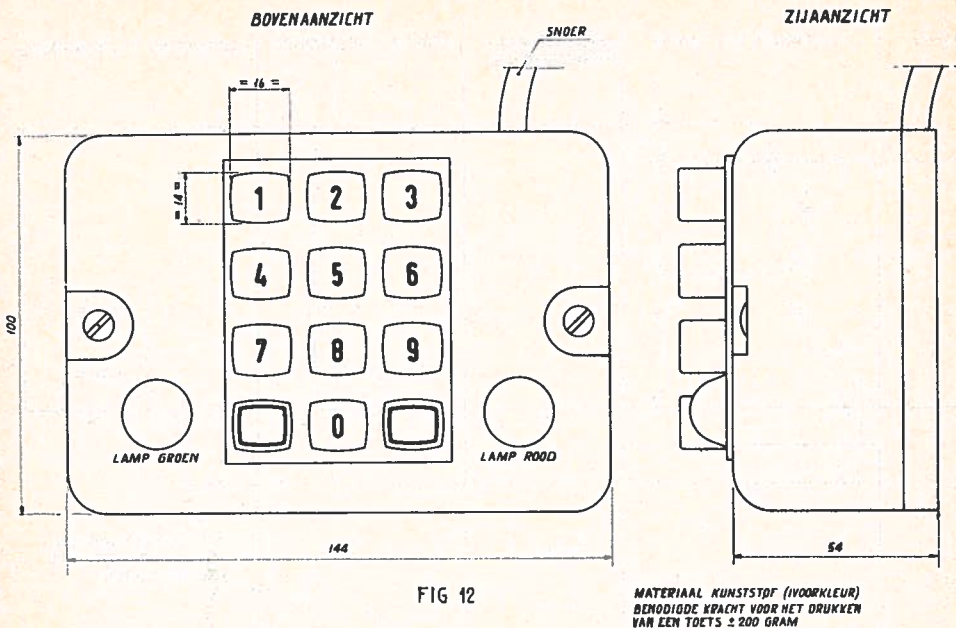 BOVENAANZICHT
ZIJAANZICHT
SNOER
= 16 =
= 14 =
1 2 3
4 5 6
7 8 9
0
100
LAMP GROEN
LAMP ROOD
144
54
FIG 12
MATERIAAL KUNSTSTOF (IVOORKLEUR)
BENODIGDE KRACHT VOOR HET DRUKKEN
VAN EEN TOETS ± 200 GRAM